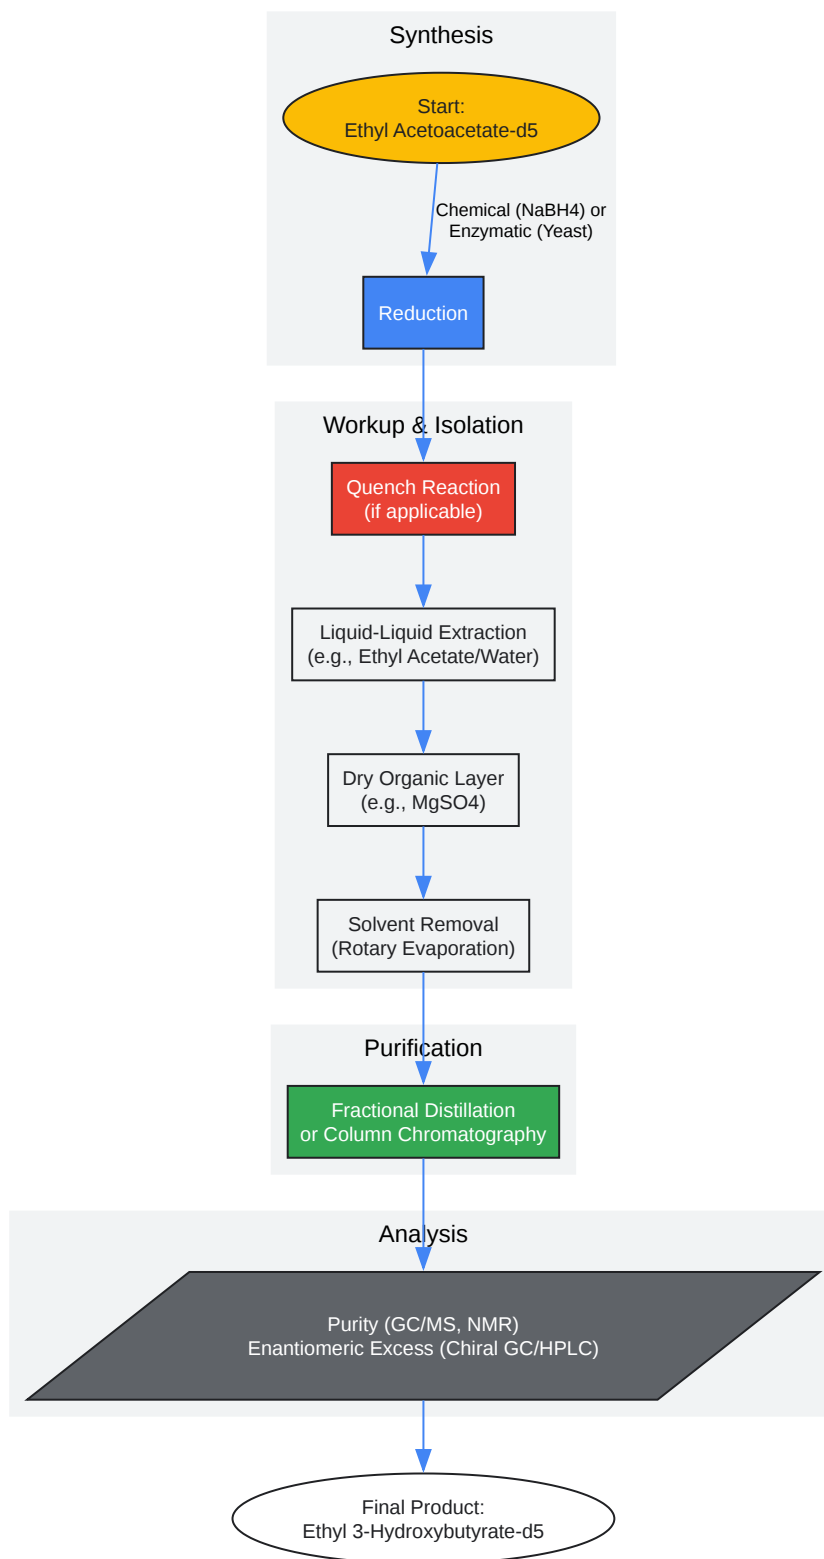 Synthesis
Start:
Ethyl Acetoacetate-d5
Chemical (NaBH4) or
Enzymatic (Yeast)
Reduction
Workup & Isolation
Quench Reaction
(if applicable)
Liquid-Liquid Extraction
(e.g., Ethyl Acetate/Water)
Dry Organic Layer
(e.g., MgSO4)
Solvent Removal
(Rotary Evaporation)
Purification
Fractional Distillation
or Column Chromatography
Analysis
Purity (GC/MS, NMR)
Enantiomeric Excess (Chiral GC/HPLC)
Final Product:
Ethyl 3-Hydroxybutyrate-d5